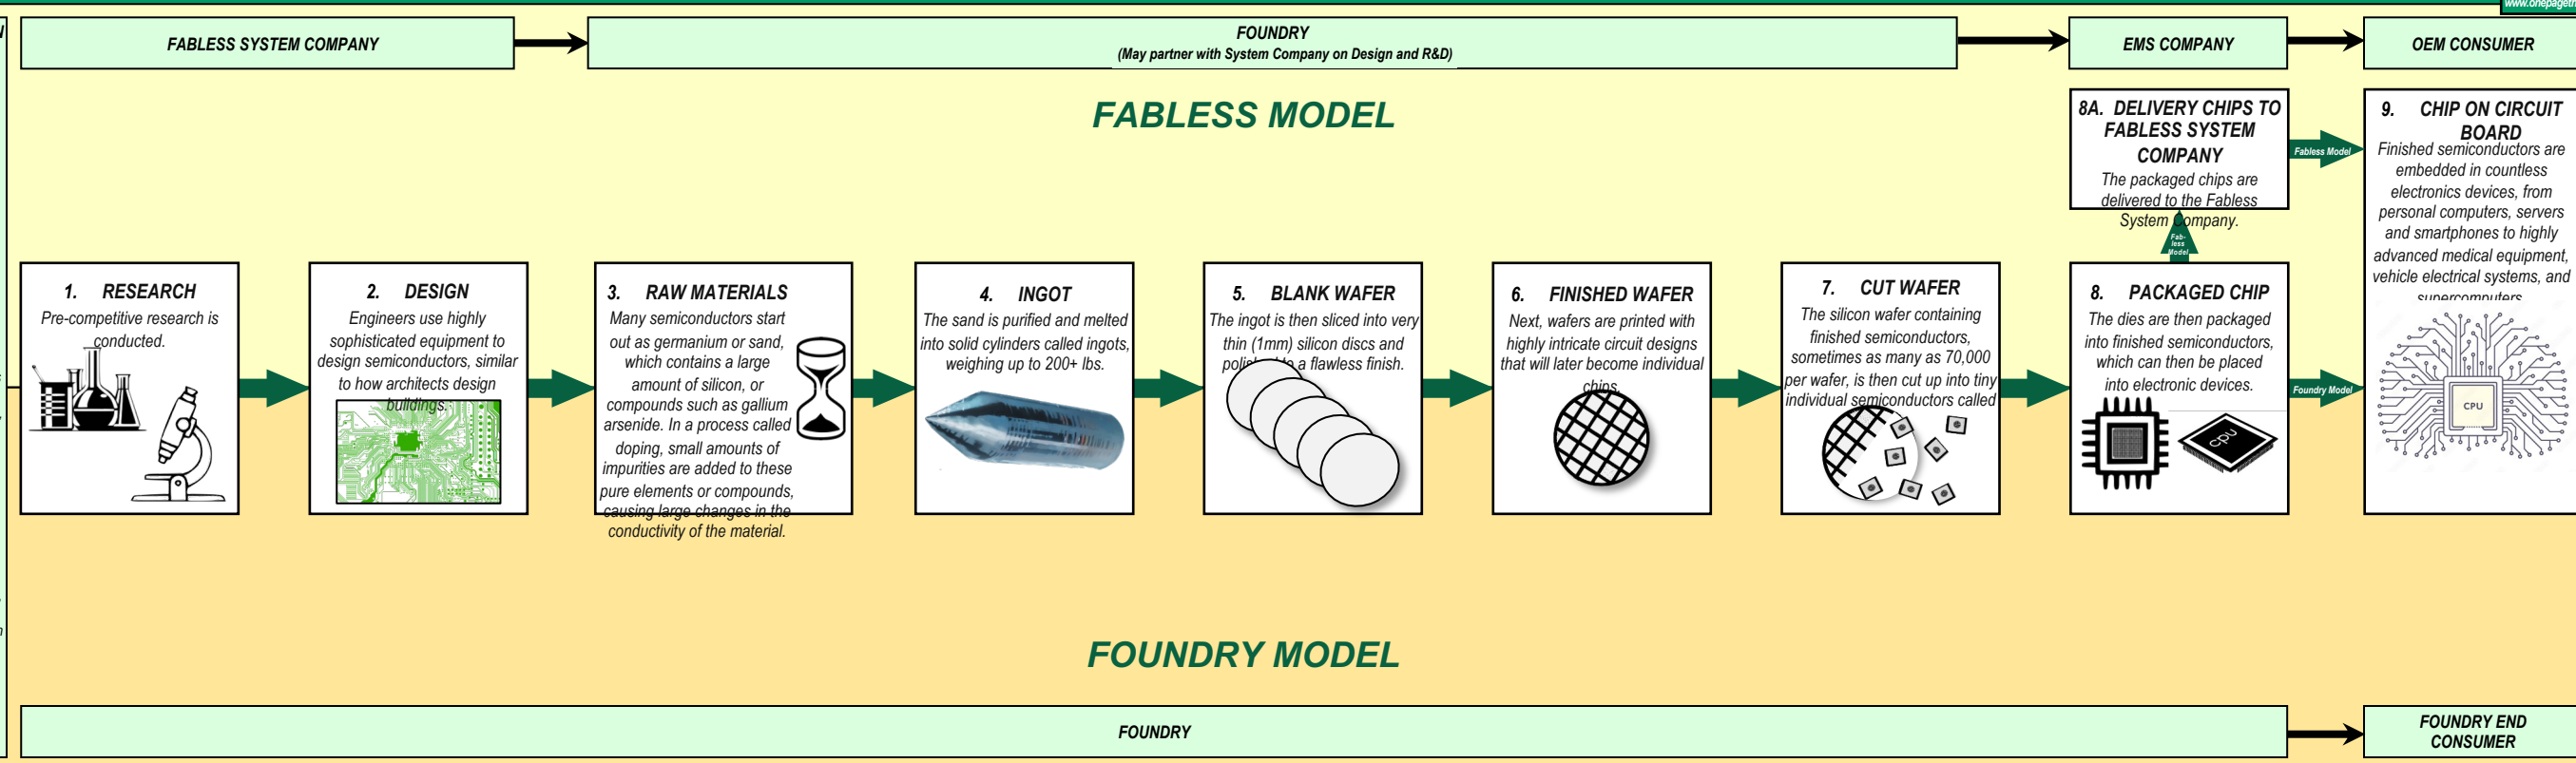 www.onepageth
FABLESS SYSTEM COMPANY
FOUNDRY
(May partner with System Company on Design and R&D)
EMS COMPANY
OEM CONSUMER
FABLESS MODEL
8A. DELIVERY CHIPS TO
FABLESS SYSTEM
COMPANY
The packaged chips are
delivered to the Fabless
System Company.
Fabless Model
Fab-
less
Model
9. CHIP ON CIRCUIT
BOARD
Finished semiconductors are
embedded in countless
electronics devices, from
personal computers, servers
and smartphones to highly
advanced medical equipment,
vehicle electrical systems, and
supercomputers
CPU
1. RESEARCH
Pre-competitive research is
conducted.
2. DESIGN
Engineers use highly
sophisticated equipment to
design semiconductors, similar
to how architects design
buildings.
3. RAW MATERIALS
Many semiconductors start
out as germanium or sand,
which contains a large
amount of silicon, or
compounds such as gallium
arsenide. In a process called
doping, small amounts of
impurities are added to these
pure elements or compounds,
causing large changes in the
conductivity of the material.
4. INGOT
The sand is purified and melted
into solid cylinders called ingots,
weighing up to 200+ lbs.
5. BLANK WAFER
The ingot is then sliced into very
thin (1mm) silicon discs and
polished to a flawless finish.
6. FINISHED WAFER
Next, wafers are printed with
highly intricate circuit designs
that will later become individual
chips.
7. CUT WAFER
The silicon wafer containing
finished semiconductors,
sometimes as many as 70,000
per wafer, is then cut up into tiny
individual semiconductors called
8. PACKAGED CHIP
The dies are then packaged
into finished semiconductors,
which can then be placed
into electronic devices.
cpu
Foundry Model
FOUNDRY MODEL
FOUNDRY
FOUNDRY END
CONSUMER